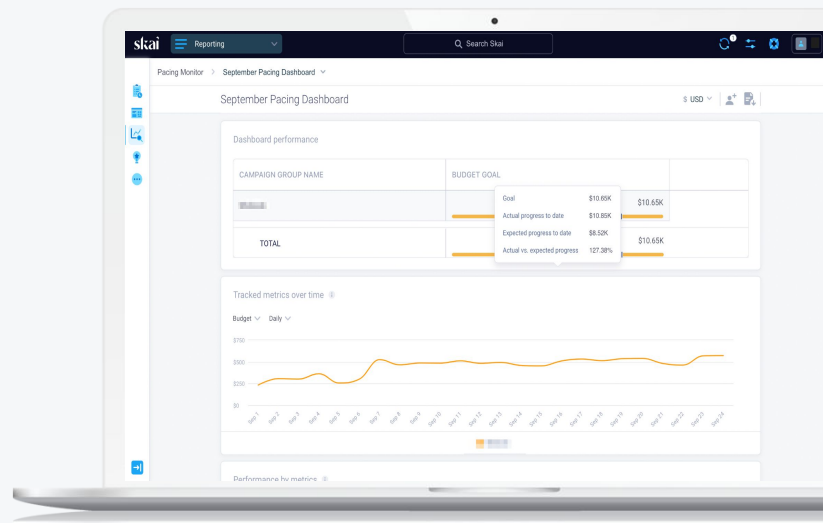 skai Reporting Search Skai 1
Pacing Monitor > September Pacing Dashboard
September Pacing Dashboard $ USD
Dashboard performance
CAMPAIGN GROUP NAME BUDGET GOAL
$10.65K
TOTAL $10.65K
Goal $10.65K
Actual progress to date $10.85K
Expected progress to date $8.52K
Actual vs. expected progress 127.38%
Tracked metrics over time
Budget Daily
$750
$500
$250
$0
Sep 1 Sep 2 Sep 3 Sep 4 Sep 5 Sep 6 Sep 7 Sep 8 Sep 9 Sep 10 Sep 11 Sep 12 Sep 13 Sep 14 Sep 15 Sep 16 Sep 17 Sep 18 Sep 19 Sep 20 Sep 21 Sep 22 Sep 23 Sep 24
Performance by metrics